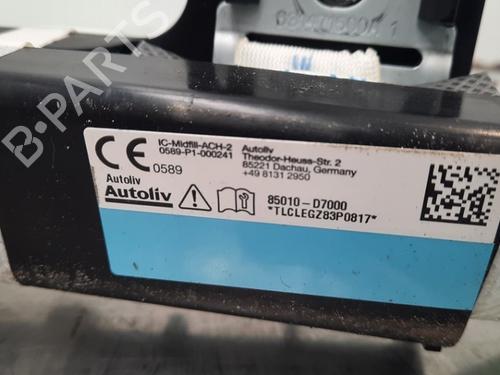 B-PARTS
IC-Midfill-ACH-2
0589-P1-000241
CE 0589
Autoliv
Theodor-Heuss-Str. 2
85221 Dachau, Germany
+49 8131 2950
Autoliv
Autoliv
85010-D7000
*TLCLEGZ83P0817*